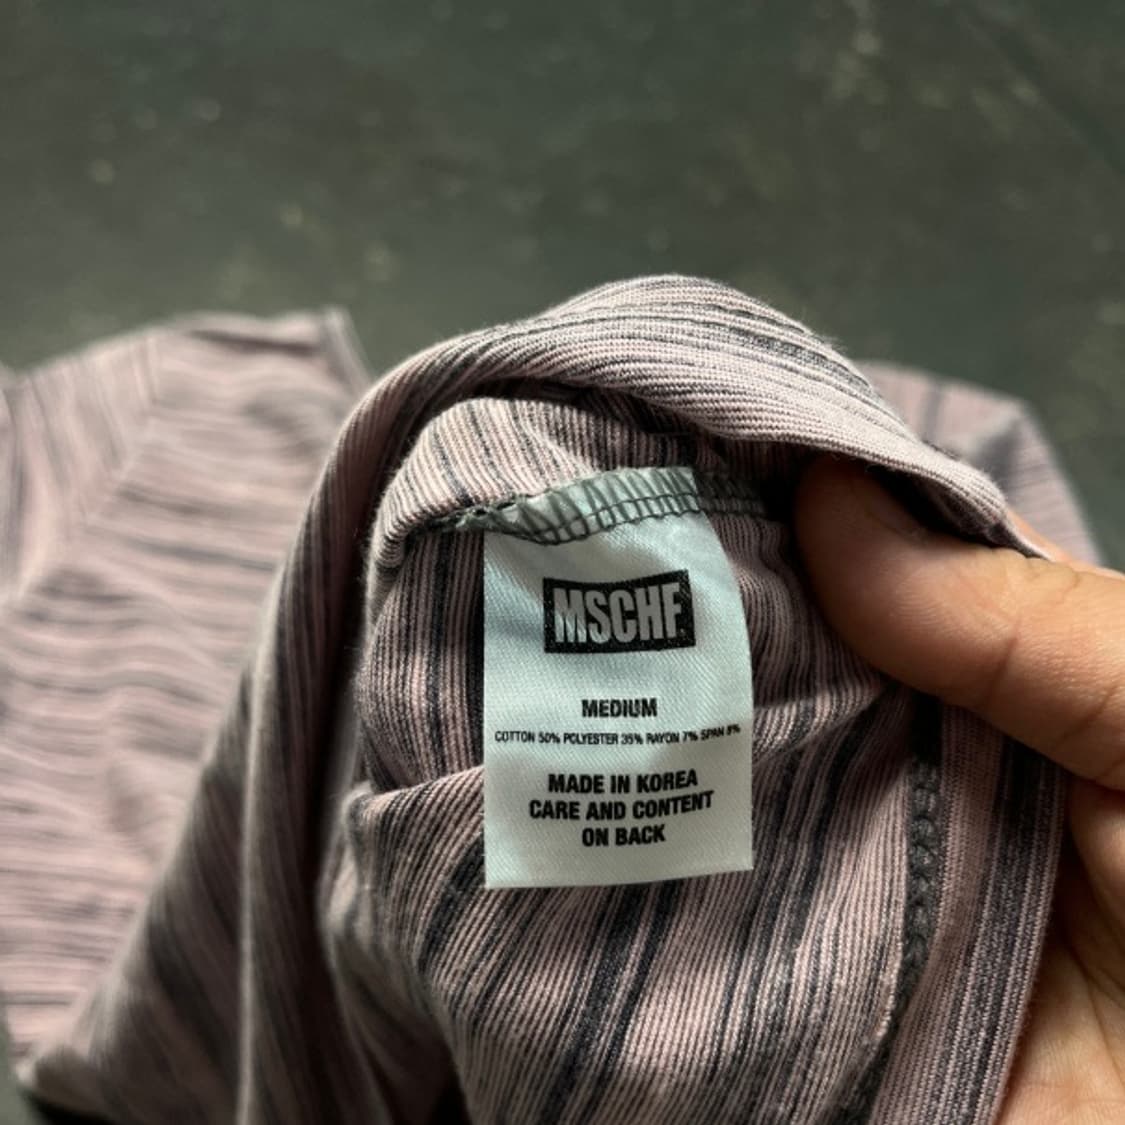 MSCHF
MEDIUM
COTTON 50% POLYESTER 35% RAYON 7% SPAN 8%
MADE IN KOREA
CARE AND CONTENT
ON BACK